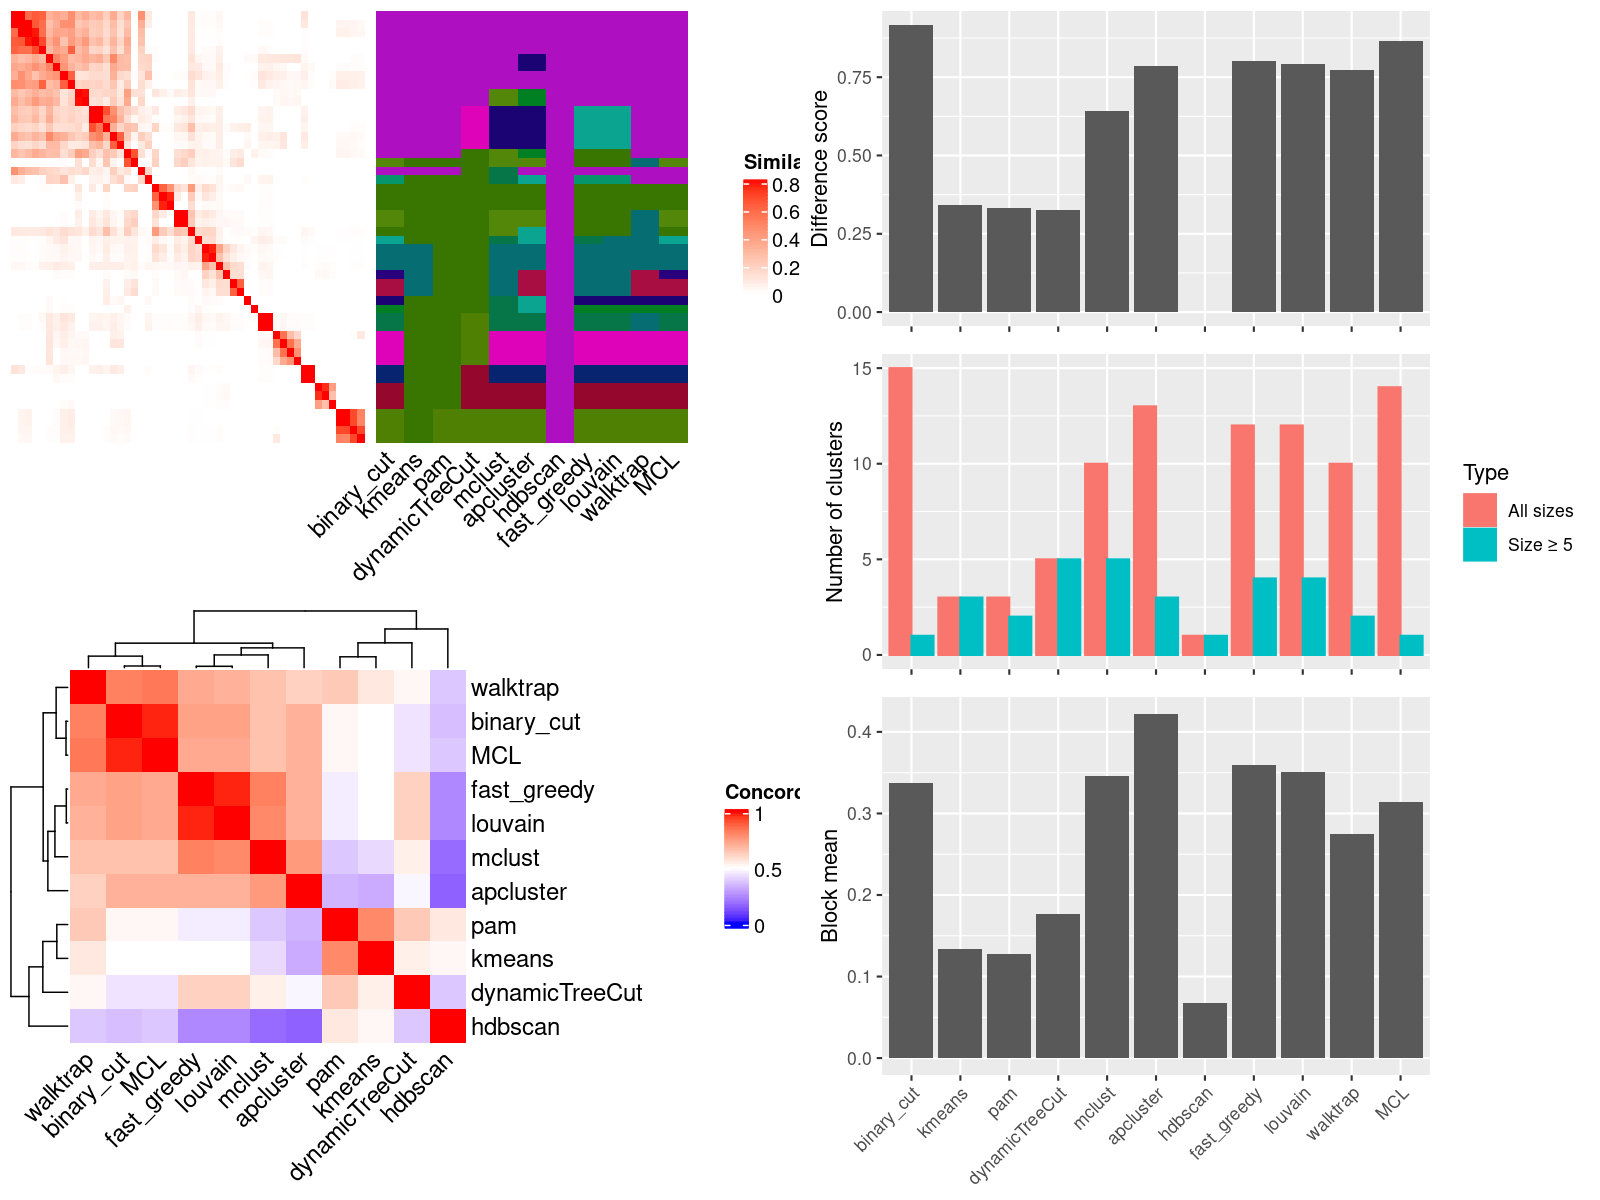 Simila
0.8
0.6
0.4
0.2
0
binary_cut
kmeans
pam
dynamicTreeCut
mclust
apcluster
hdbscan
fast_greedy
louvain
walktrap
MCL
walktrap
binary_cut
MCL
fast_greedy
louvain
mclust
apcluster
pam
kmeans
dynamicTreeCut
hdbscan
walktrap
binary_cut
MCL
fast_greedy
louvain
mclust
apcluster
pam
kmeans
dynamicTreeCut
hdbscan
Concord
1
0.5
0
Difference score
0.75
0.50
0.25
0.00
Number of clusters
15
10
5
0
Type
All sizes
Size ≥ 5
Block mean
0.4
0.3
0.2
0.1
0.0
binary_cut
kmeans
pam
dynamicTreeCut
mclust
apcluster
hdbscan
fast_greedy
louvain
walktrap
MCL